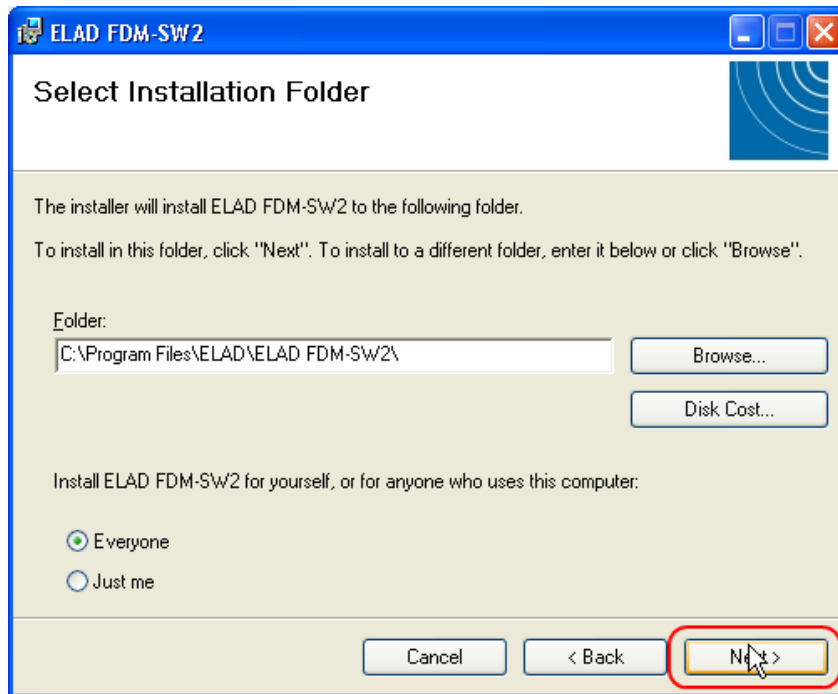 ELAD FDM-SW2
Select Installation Folder
The installer will install ELAD FDM-SW2 to the following folder.
To install in this folder, click "Next". To install to a different folder, enter it below or click "Browse".
Folder:
C:\Program Files\ELAD\ELAD FDM-SW2\
Browse...
Disk Cost...
Install ELAD FDM-SW2 for yourself, or for anyone who uses this computer:
Everyone
Just me
Cancel
< Back
Next >